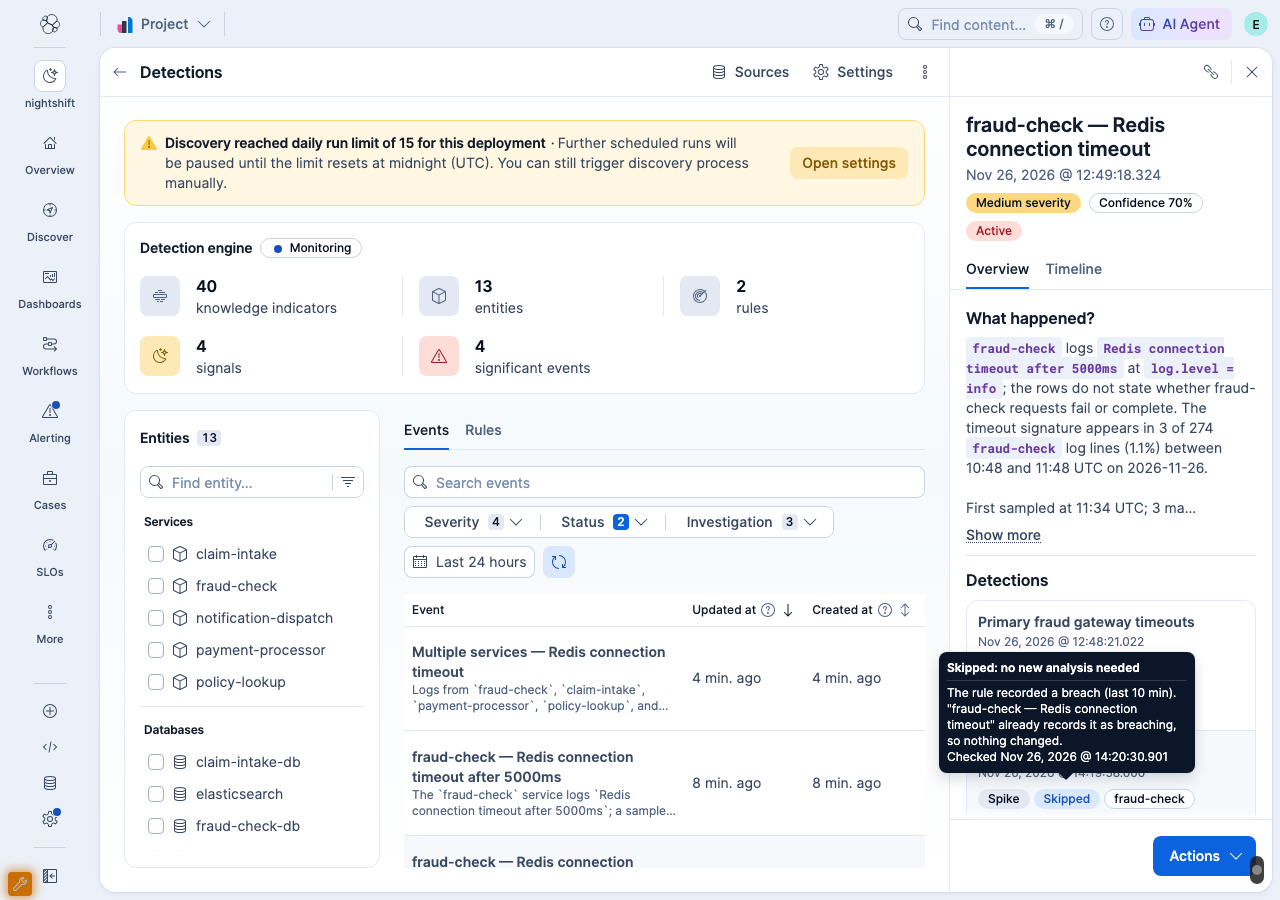 Project
Find content...
⌘ /
AI Agent
E
nightshift
Overview
Discover
Dashboards
Workflows
Alerting
Cases
SLOs
More
Detections
Sources
Settings
Discovery reached daily run limit of 15 for this deployment · Further scheduled runs will
be paused until the limit resets at midnight (UTC). You can still trigger discovery process
manually.
Open settings
Detection engine
Monitoring
40
knowledge indicators
13
entities
2
rules
4
signals
4
significant events
Entities 13
Find entity...
Services
claim-intake
fraud-check
notification-dispatch
payment-processor
policy-lookup
Databases
claim-intake-db
elasticsearch
fraud-check-db
Events
Rules
Search events
Severity 4
Status 2
Investigation 3
Last 24 hours
Event
Updated at
Created at
Multiple services — Redis connection
timeout
Logs from `fraud-check`, `claim-intake`,
`payment-processor`, `policy-lookup`, and...
4 min. ago
4 min. ago
fraud-check — Redis connection
timeout after 5000ms
The `fraud-check` service logs `Redis
connection timeout after 5000ms`; a sample...
8 min. ago
8 min. ago
fraud-check — Redis connection
fraud-check — Redis
connection timeout
Nov 26, 2026 @ 12:49:18.324
Medium severity
Confidence 70%
Active
Overview
Timeline
What happened?
fraud-check logs Redis connection
timeout after 5000ms at log.level =
info ; the rows do not state whether fraud-
check requests fail or complete. The
timeout signature appears in 3 of 274
fraud-check log lines (1.1%) between
10:48 and 11:48 UTC on 2026-11-26.
First sampled at 11:34 UTC; 3 ma...
Show more
Detections
Primary fraud gateway timeouts
Nov 26, 2026 @ 12:48:21.022
Skipped: no new analysis needed
The rule recorded a breach (last 10 min).
"fraud-check — Redis connection
timeout" already records it as breaching,
so nothing changed.
Checked Nov 26, 2026 @ 14:20:30.901
Spike
Skipped
fraud-check
Actions